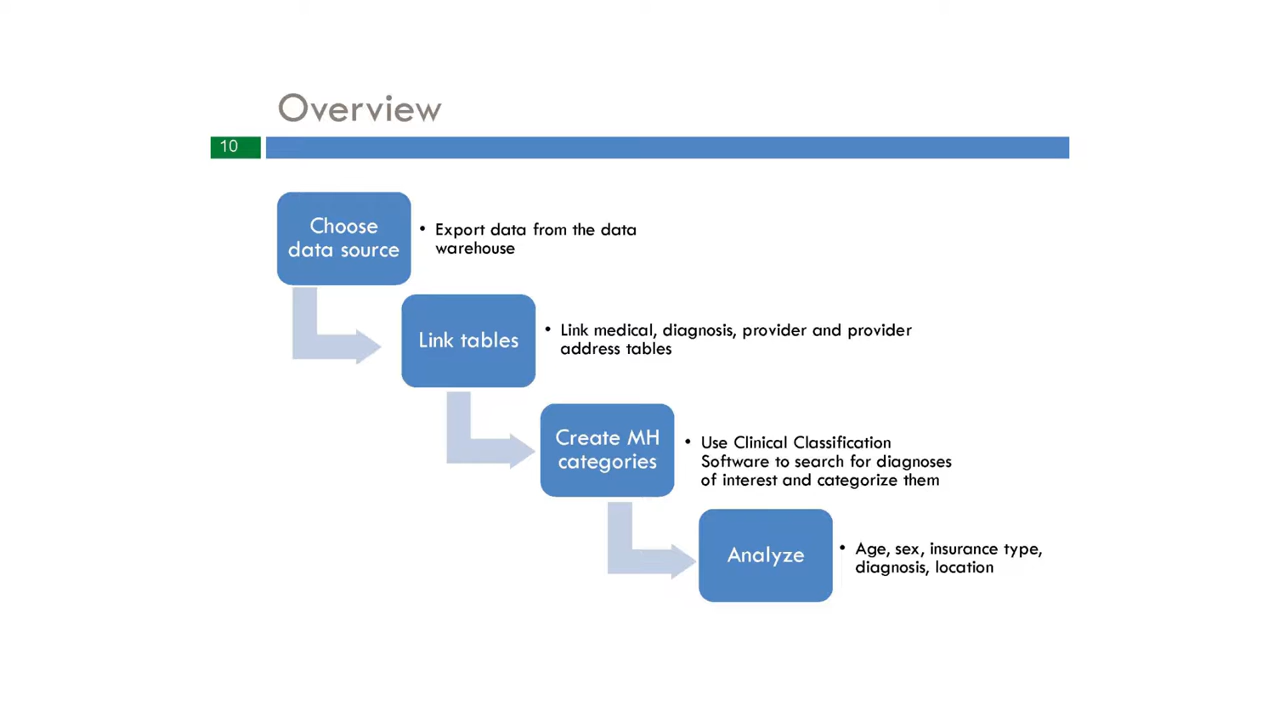 Overview
10
Choose
data source
• Export data from the data
warehouse
Link tables
• Link medical, diagnosis, provider and provider
address tables
Create MH
categories
• Use Clinical Classification
Software to search for diagnoses
of interest and categorize them
Analyze
• Age, sex, insurance type,
diagnosis, location